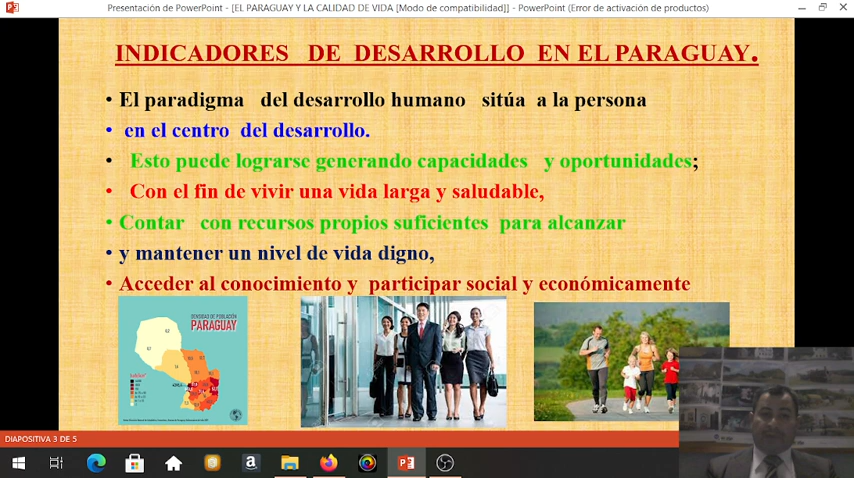 Presentación de PowerPoint - [EL PARAGUAY Y LA CALIDAD DE VIDA [Modo de compatibilidad]] - PowerPoint (Error de activación de productos)
INDICADORES DE DESARROLLO EN EL PARAGUAY.
• El paradigma del desarrollo humano sitúa a la persona
• en el centro del desarrollo.
• Esto puede lograrse generando capacidades y oportunidades;
• Con el fin de vivir una vida larga y saludable,
• Contar con recursos propios suficientes para alcanzar
• y mantener un nivel de vida digno,
• Acceder al conocimiento y participar social y económicamente
DENSIDAD DE POBLACIÓN
PARAGUAY
DIAPOSITIVA 3 DE 5